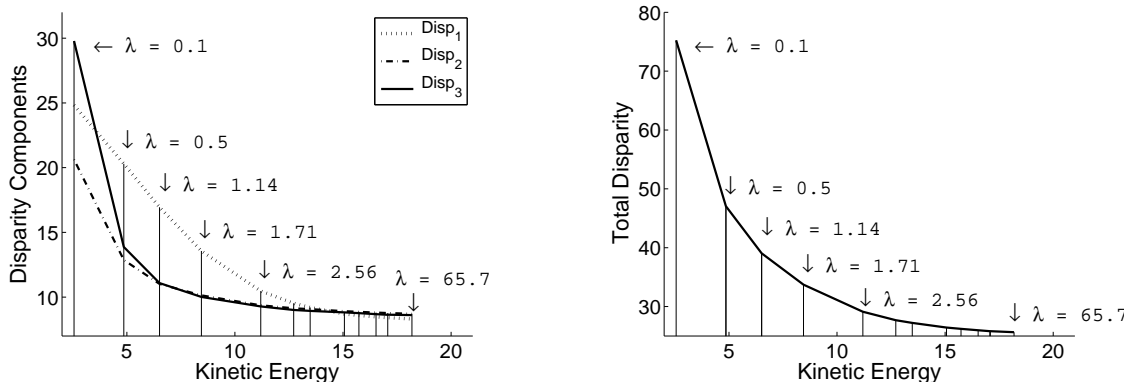 Disparity Components
30
25
20
15
10
5
10
15
20
Kinetic Energy
Disp1
Disp2
Disp3
← λ = 0.1
↓ λ = 0.5
↓ λ = 1.14
↓ λ = 1.71
↓ λ = 2.56
λ = 65.7
↓
Total Disparity
80
70
60
50
40
30
5
10
15
20
Kinetic Energy
← λ = 0.1
↓ λ = 0.5
↓ λ = 1.14
↓ λ = 1.71
↓ λ = 2.56
↓ λ = 65.7